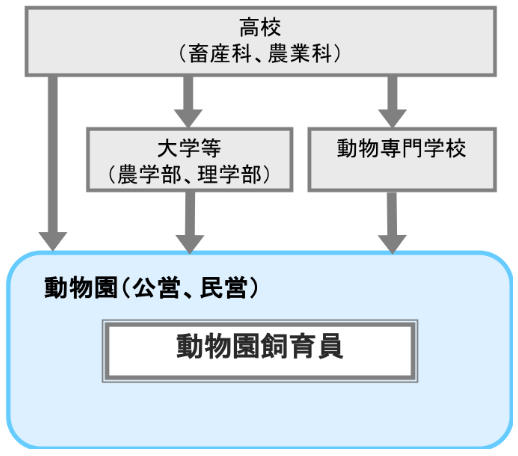 高校
（畜産科、農業科）
大学等
（農学部、理学部）
動物専門学校
動物園（公営、民営）
動物園飼育員